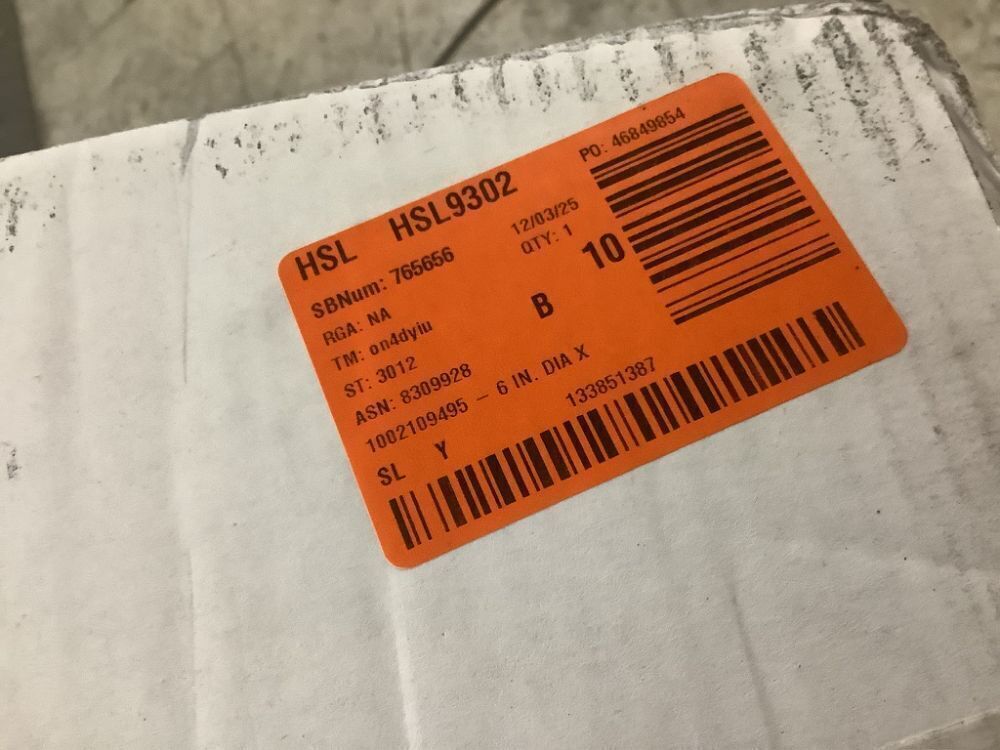 HSL HSL9302
PO: 46849854
SBNum: 765656 12/03/25
RGA: NA QTY: 1 10
TM: on4dyiu B
ST: 3012
ASN: 8309928
1002109495 – 6 IN. DIA X
SL Y 133851387